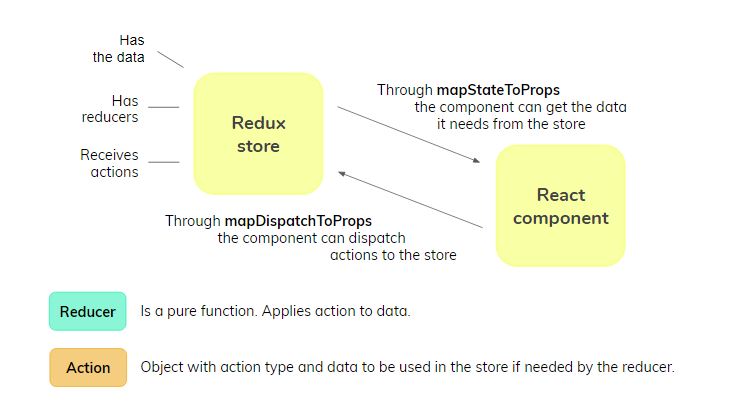 Has
the data
Has
reducers
Receives
actions
Redux
store
Through mapStateToProps
the component can get the data
it needs from the store
React
component
Through mapDispatchToProps
the component can dispatch
actions to the store
Reducer
Is a pure function. Applies action to data.
Action
Object with action type and data to be used in the store if needed by the reducer.